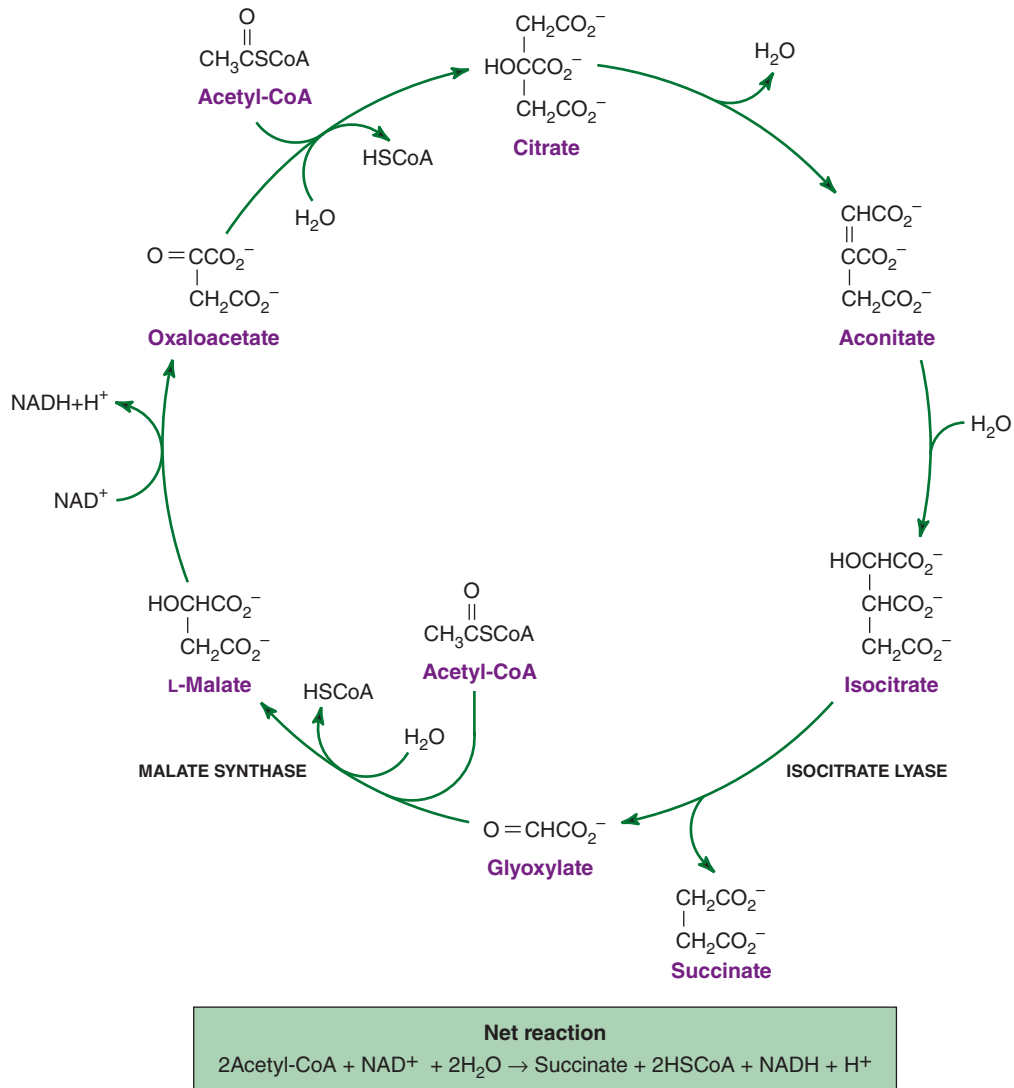 O
||
CH₃CSCoA
Acetyl-CoA
HSCoA
H₂O
CH₂CO₂⁻
HOCCO₂⁻
CH₂CO₂⁻
Citrate
H₂O
CHCO₂⁻
||
CCO₂⁻
CH₂CO₂⁻
Aconitate
H₂O
HOCHCO₂⁻
CHCO₂⁻
CH₂CO₂⁻
Isocitrate
ISOCITRATE LYASE
CH₂CO₂⁻
CH₂CO₂⁻
Succinate
O=CHCO₂⁻
Glyoxylate
O
||
CH₃CSCoA
Acetyl-CoA
H₂O
HSCoA
MALATE SYNTHASE
HOCHCO₂⁻
CH₂CO₂⁻
L-Malate
NAD⁺
NADH+H⁺
O=CCO₂⁻
CH₂CO₂⁻
Oxaloacetate
Net reaction
2Acetyl-CoA + NAD⁺ + 2H₂O → Succinate + 2HSCoA + NADH + H⁺